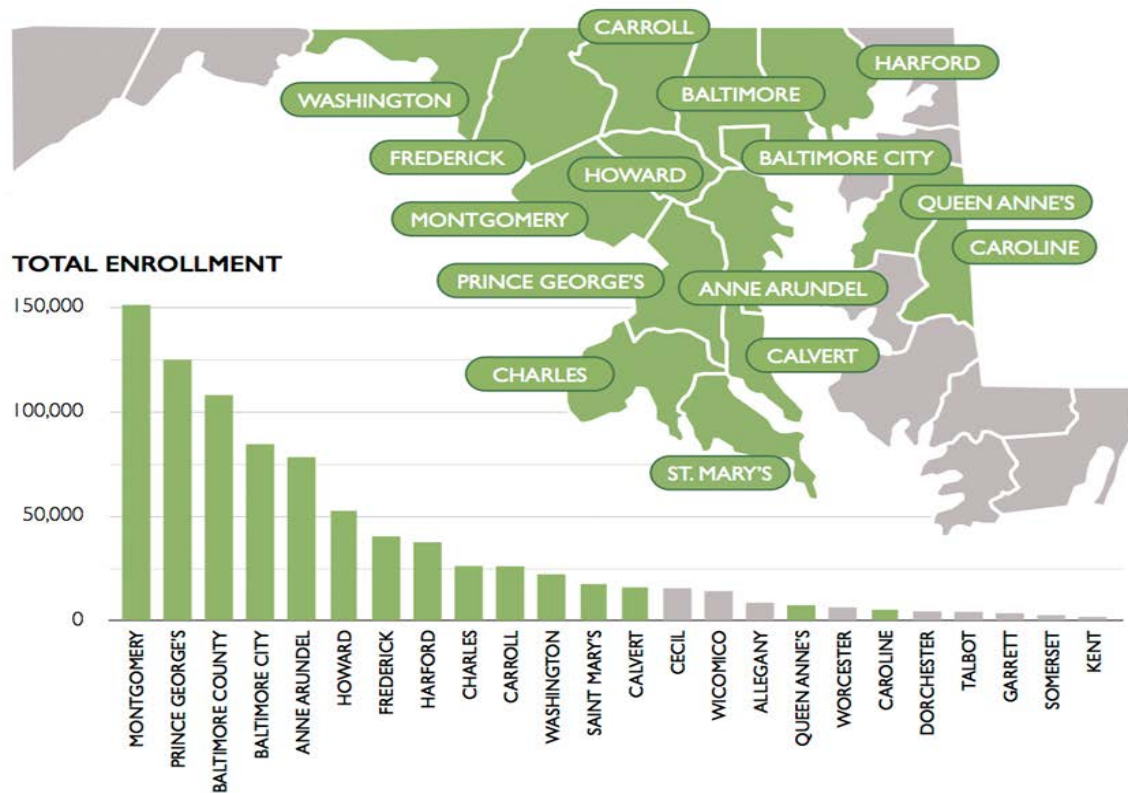 CARROLL
HARFORD
WASHINGTON
BALTIMORE
FREDERICK
BALTIMORE CITY
HOWARD
QUEEN ANNE'S
MONTGOMERY
CAROLINE
TOTAL ENROLLMENT
PRINCE GEORGE'S
ANNE ARUNDEL
CALVERT
CHARLES
ST. MARY'S
150,000
100,000
50,000
0
MONTGOMERY
PRINCE GEORGE'S
BALTIMORE COUNTY
BALTIMORE CITY
ANNE ARUNDEL
HOWARD
FREDERICK
HARFORD
CHARLES
CARROLL
WASHINGTON
SAINT MARY'S
CALVERT
CECIL
WICOMICO
ALLEGANY
QUEEN ANNE'S
WORCESTER
CAROLINE
DORCHESTER
TALBOT
GARRETT
SOMERSET
KENT